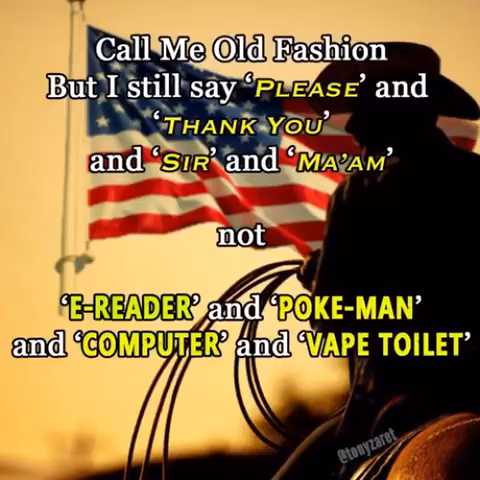 Call Me Old Fashion
But I still say ‘PLEASE’ and
‘THANK YOU’
and ‘SIR’ and ‘MA’AM’
not
‘E-READER’ and ‘POKE-MAN’
and ‘COMPUTER’ and ‘VAPE TOILET’
@tonyzaret